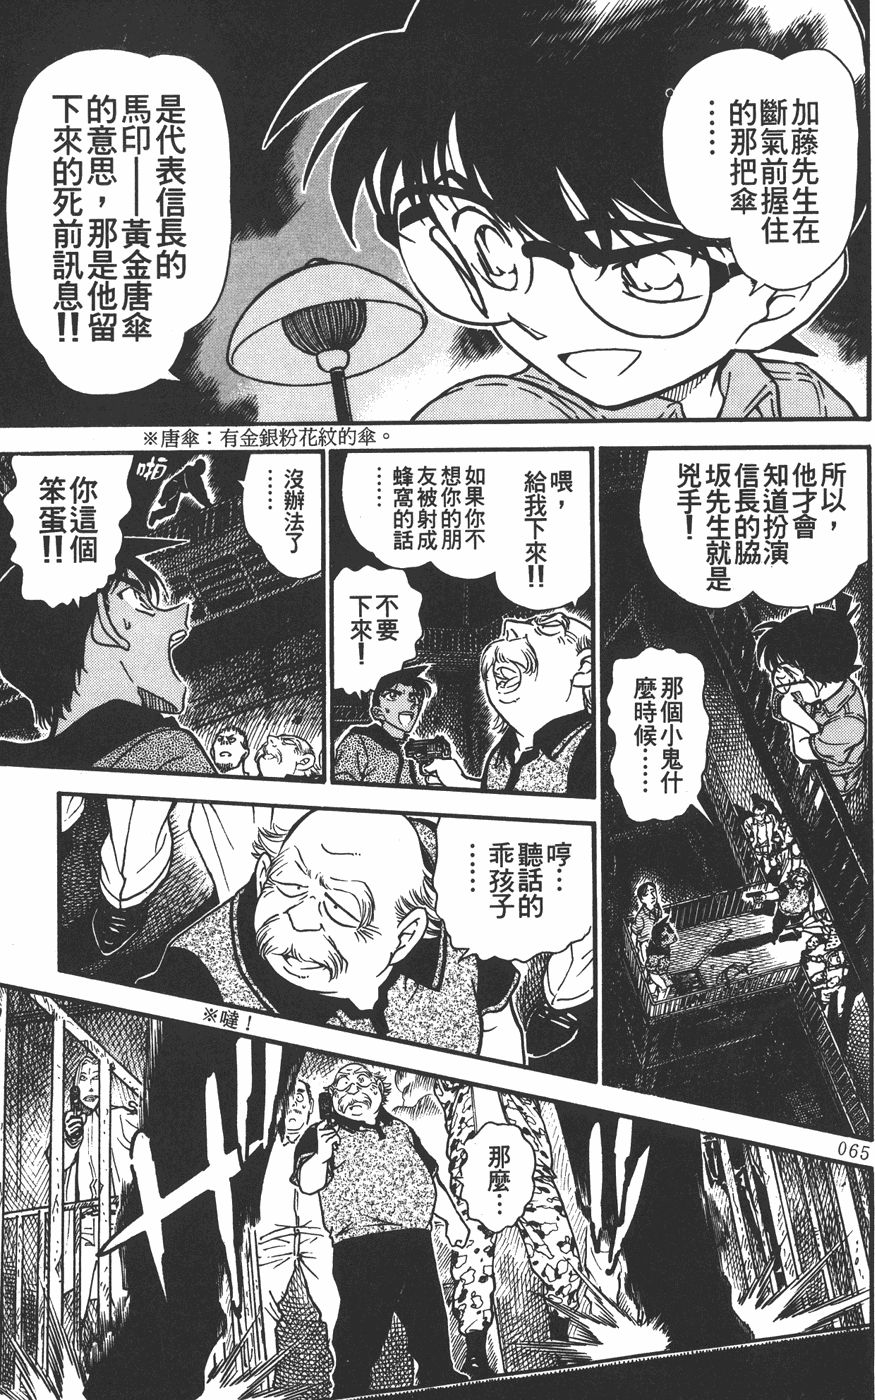 加藤先生在
斷氣前握住
的那把傘
……
是代表信長的
馬印——黃金唐傘
的意思，那是他留
下來的死前訊息!!
※唐傘：有金銀粉花紋的傘。
所以，
他才會
知道扮演
信長的脇
坂先生就是
兇手！
那個小鬼什
麼時候……
喂，
給我下來!!
如果你不
想你的朋
友被射成
蜂窩的話
……
不要
下來！
沒辦法了
……
啪
你這個
笨蛋!!
哼…
聽話的
乖孩子
……
※噠！
那麼…
065